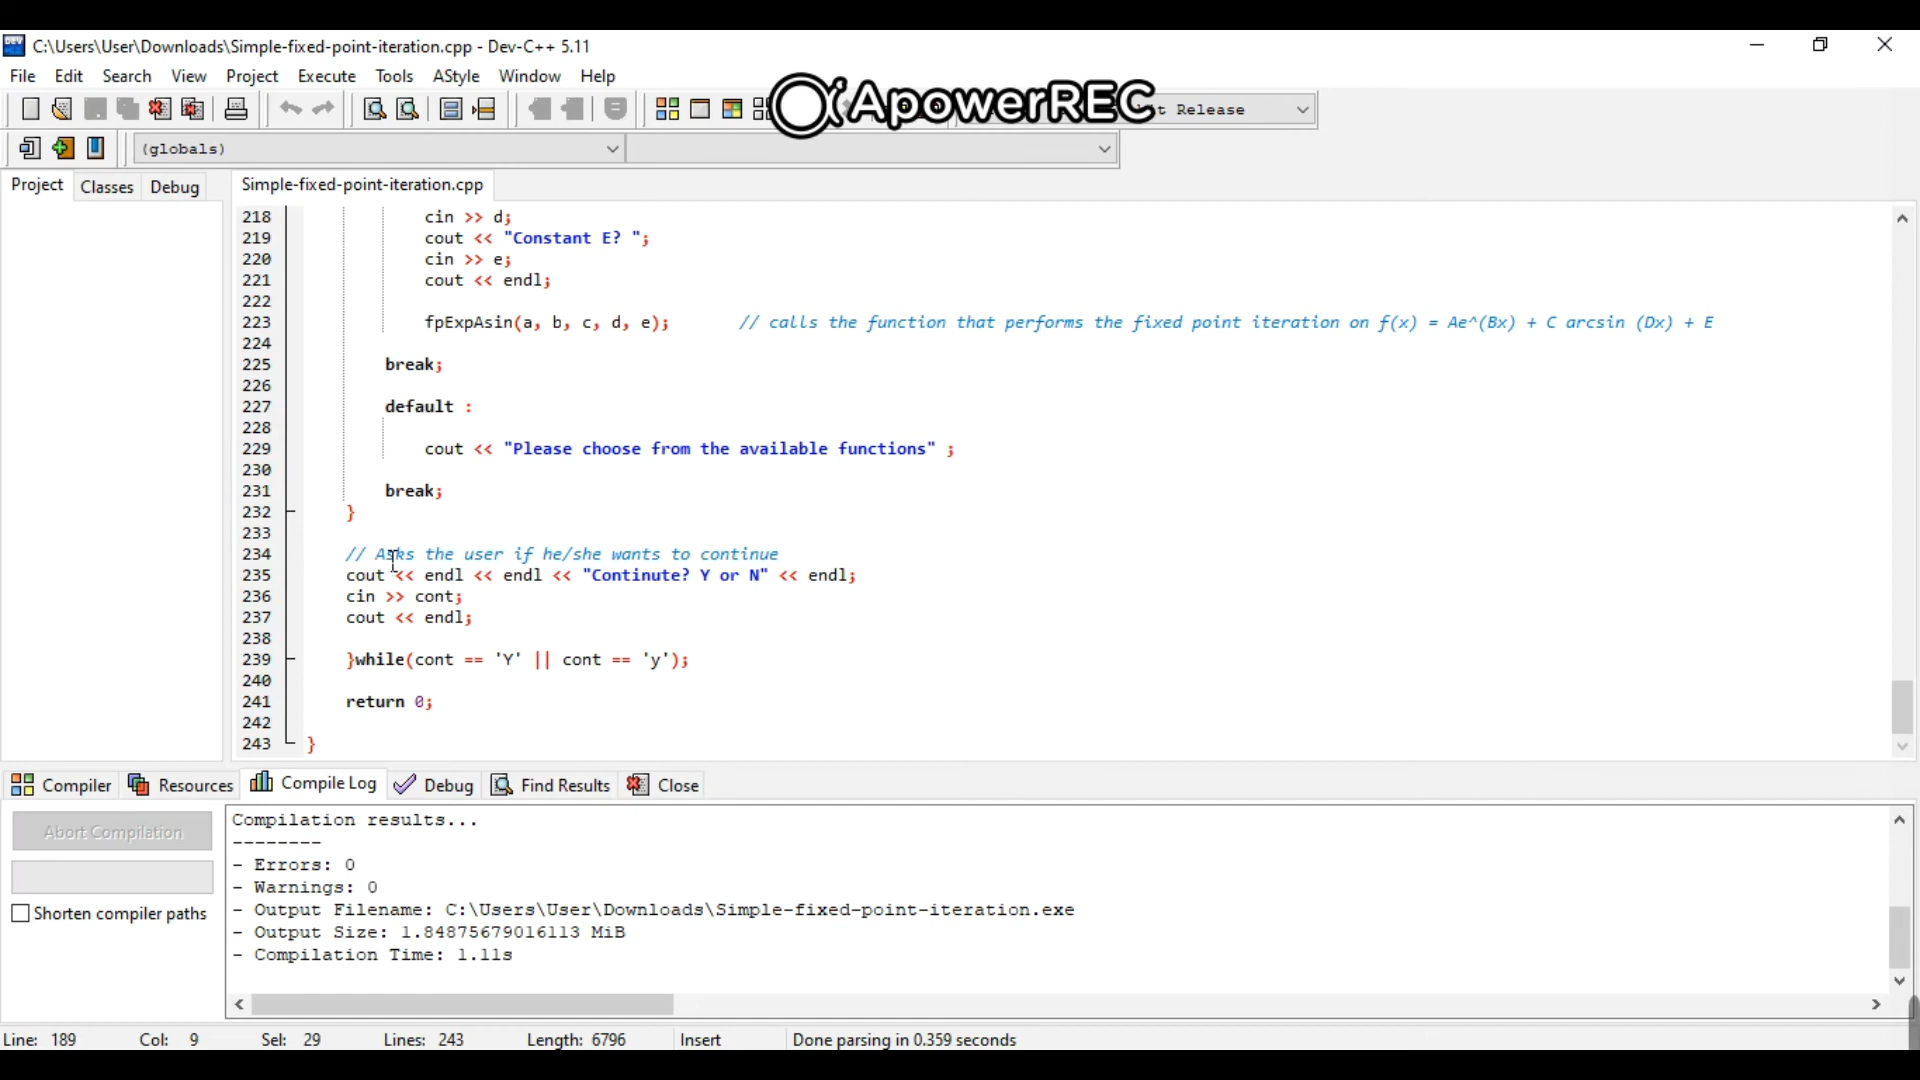 C:\Users\User\Downloads\Simple-fixed-point-iteration.cpp - Dev-C++ 5.11
File Edit Search View Project Execute Tools AStyle Window Help
ApowerREC
Release
(globals)
Project Classes Debug
Simple-fixed-point-iteration.cpp
218 cin >> d;
219 cout << "Constant E? ";
220 cin >> e;
221 cout << endl;
222
223 fpExpAsin(a, b, c, d, e); // calls the function that performs the fixed point iteration on f(x) = Ae^(Bx) + C arcsin (Dx) + E
224
225 break;
226
227 default :
228
229 cout << "Please choose from the available functions" ;
230
231 break;
232 }
233
234 // Asks the user if he/she wants to continue
235 cout << endl << endl << "Continute? Y or N" << endl;
236 cin >> cont;
237 cout << endl;
238
239 }while(cont == 'Y' || cont == 'y');
240
241 return 0;
242
243 }
Compiler Resources Compile Log Debug Find Results Close
Abort Compilation
Shorten compiler paths
Compilation results...
--------
- Errors: 0
- Warnings: 0
- Output Filename: C:\Users\User\Downloads\Simple-fixed-point-iteration.exe
- Output Size: 1.84875679016113 MiB
- Compilation Time: 1.11s
Line: 189 Col: 9 Sel: 29 Lines: 243 Length: 6796 Insert Done parsing in 0.359 seconds